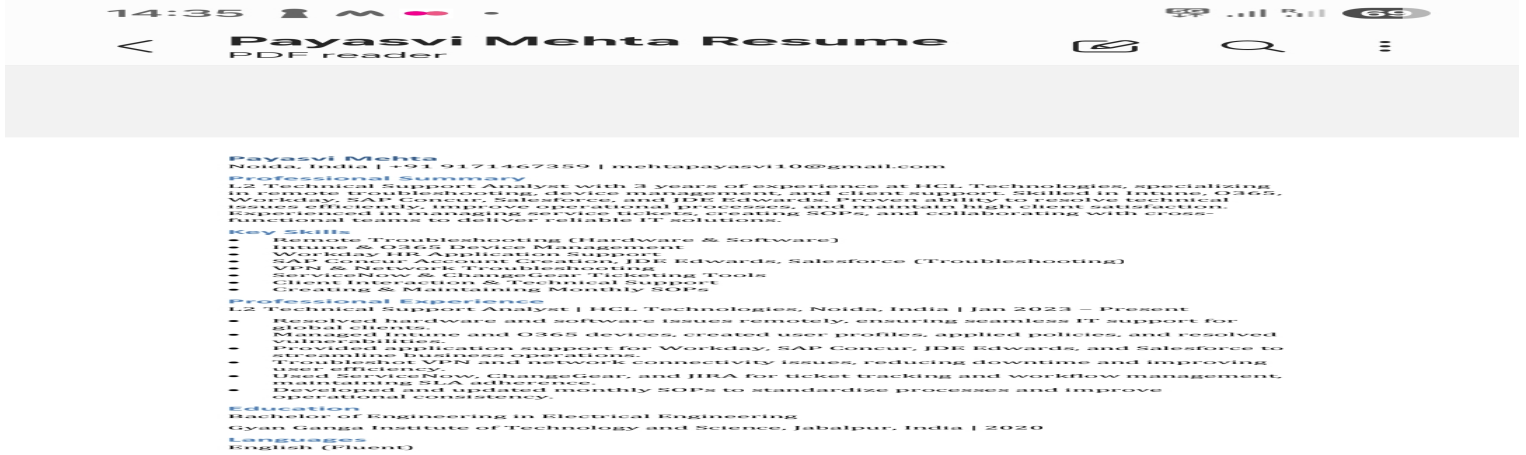 14:35
69
Payasvi Mehta Resume
PDF reader
Payasvi Mehta
Noida, India | +91 9171467359 | mehtapayasvi10@gmail.com
Professional Summary
L2 Technical Support Analyst with 3 years of experience at HCL Technologies, specializing
in remote troubleshooting, device management, and client support. Skilled in Intune, O365,
Workday, SAP Concur, Salesforce, and JDE Edwards. Proven ability to resolve technical
issues efficiently, improve operational processes, and maintain high client satisfaction.
Experienced in managing service tickets, creating SOPs, and collaborating with cross-
functional teams to deliver reliable IT solutions.
Key Skills
• Remote Troubleshooting (Hardware & Software)
• Intune & O365 Device Management
• Workday HR Application Support
• SAP Concur Account Creation, JDE Edwards, Salesforce (Troubleshooting)
• VPN & Network Troubleshooting
• ServiceNow & ChangeGear Ticketing Tools
• Client Interaction & Technical Support
• Creating & Maintaining Monthly SOPs
Professional Experience
L2 Technical Support Analyst | HCL Technologies, Noida, India | Jan 2023 – Present
• Resolved hardware and software issues remotely, ensuring seamless IT support for
global clients.
• Managed Intune and O365 devices, created user profiles, applied policies, and resolved
vulnerabilities.
• Provided application support for Workday, SAP Concur, JDE Edwards, and Salesforce to
streamline business operations.
• Troubleshot VPN and network connectivity issues, reducing downtime and improving
user efficiency.
• Used ServiceNow, ChangeGear, and JIRA for ticket tracking and workflow management,
maintaining SLA adherence.
• Developed and updated monthly SOPs to standardize processes and improve
operational consistency.
Education
Bachelor of Engineering in Electrical Engineering
Gyan Ganga Institute of Technology and Science, Jabalpur, India | 2020
Languages
English (Fluent)